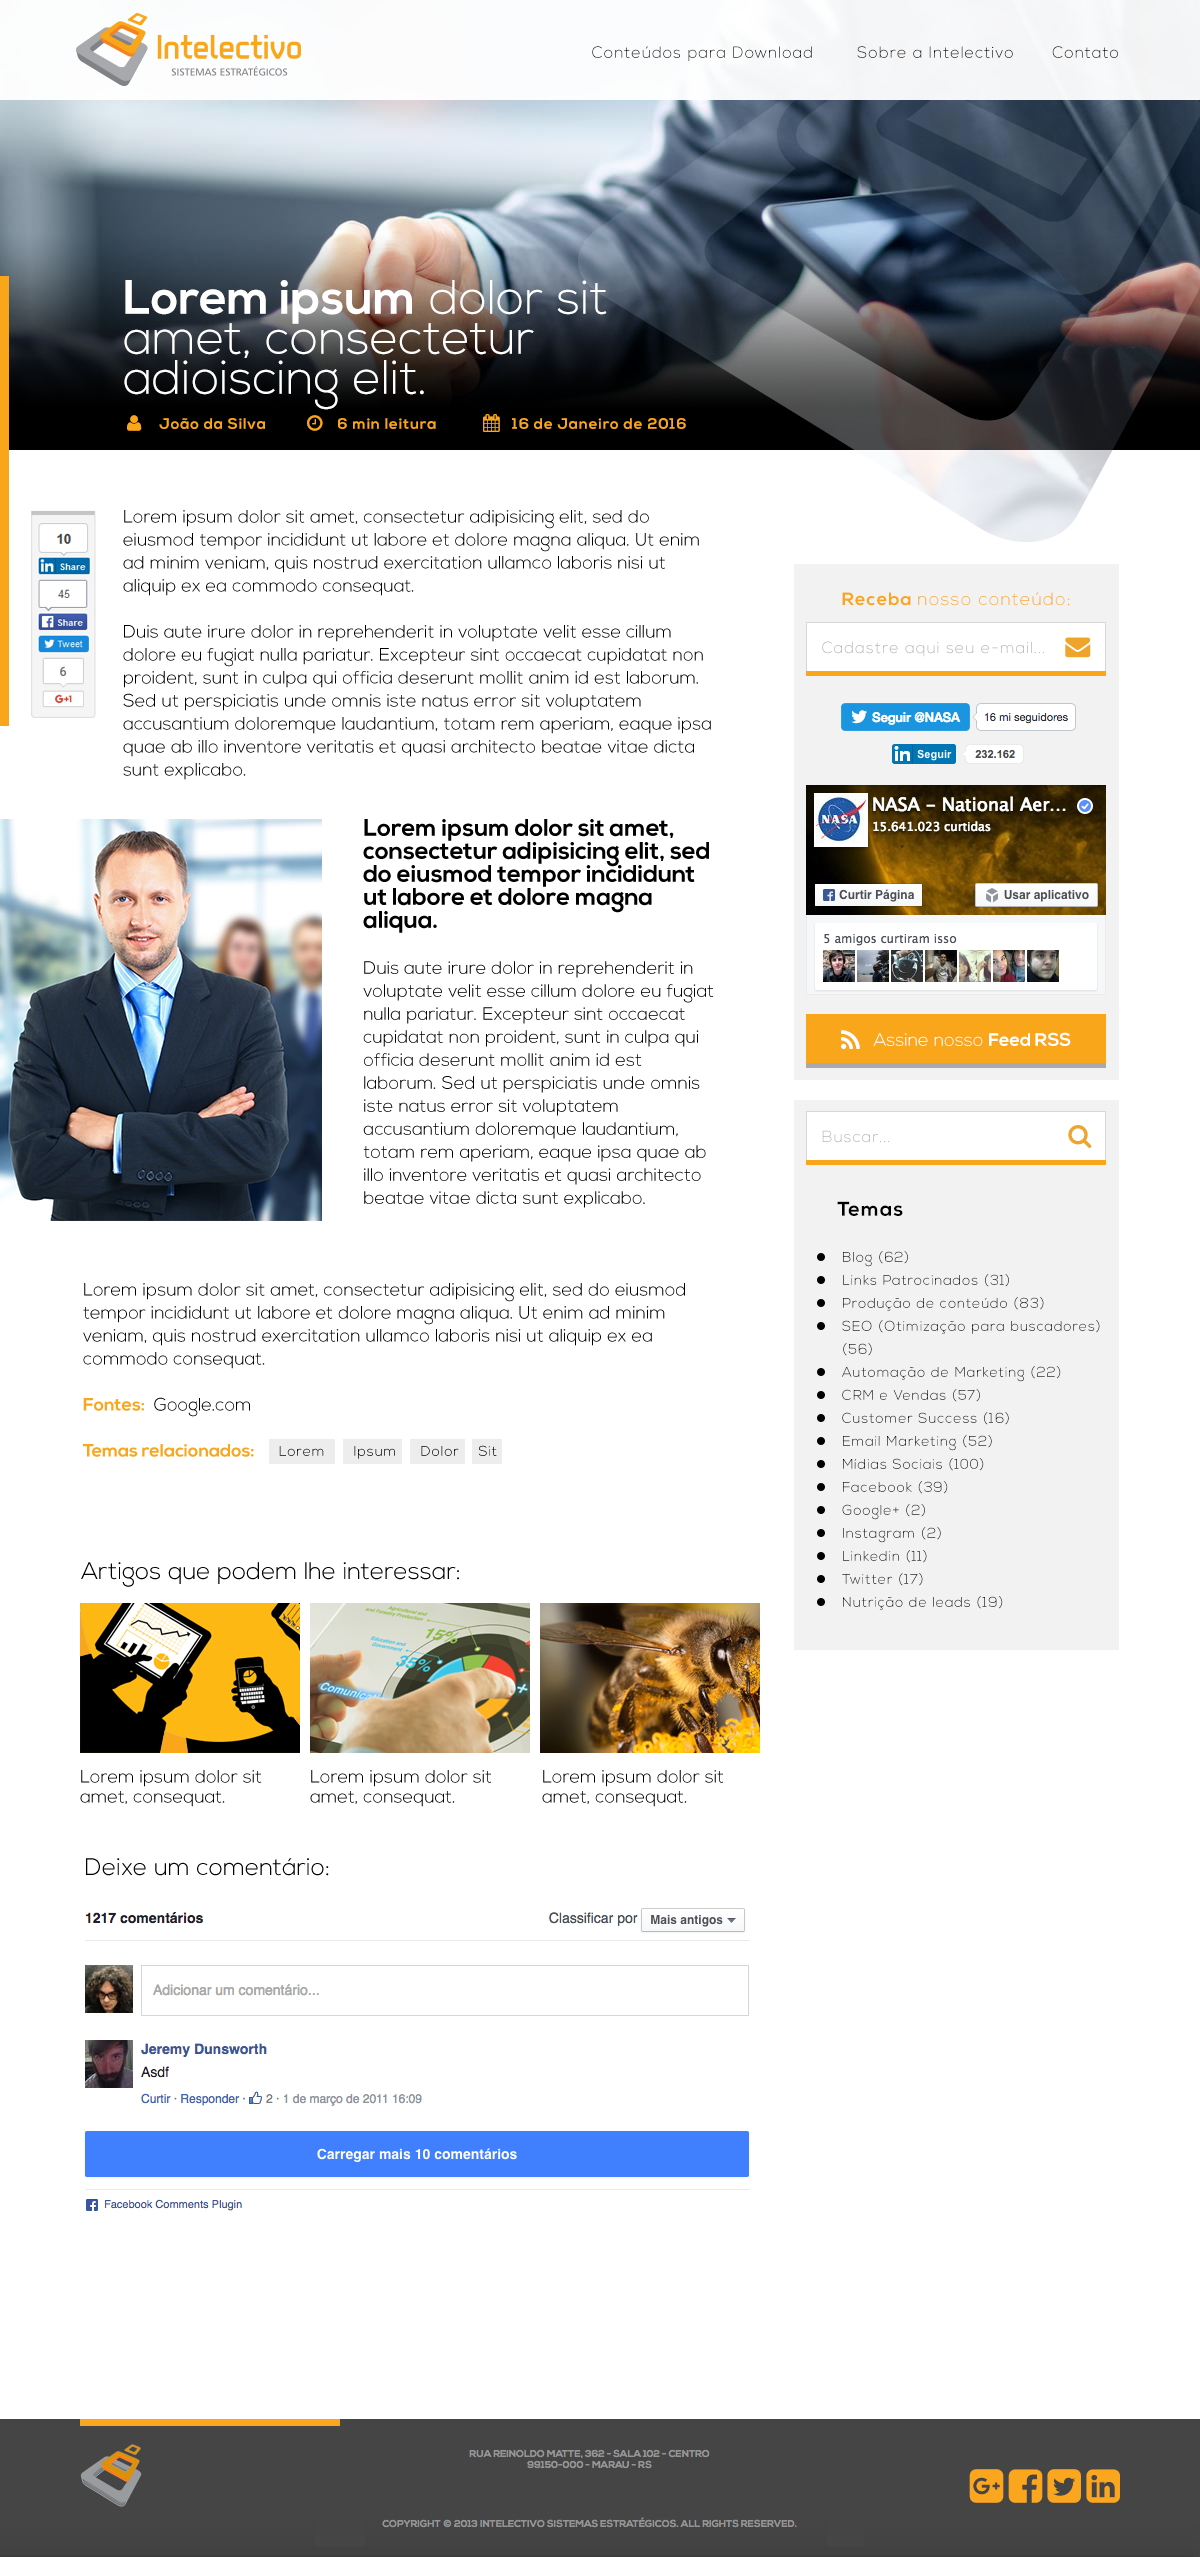 Intelectivo
SISTEMAS ESTRATÉGICOS
Conteúdos para Download
Sobre a Intelectivo
Contato
Lorem ipsum dolor sit
amet, consectetur
adioiscing elit.
João da Silva
6 min leitura
16 de Janeiro de 2016
10
in Share
45
Share
Tweet
6
G+1
Lorem ipsum dolor sit amet, consectetur adipisicing elit, sed do
eiusmod tempor incididunt ut labore et dolore magna aliqua. Ut enim
ad minim veniam, quis nostrud exercitation ullamco laboris nisi ut
aliquip ex ea commodo consequat.
Duis aute irure dolor in reprehenderit in voluptate velit esse cillum
dolore eu fugiat nulla pariatur. Excepteur sint occaecat cupidatat non
proident, sunt in culpa qui officia deserunt mollit anim id est laborum.
Sed ut perspiciatis unde omnis iste natus error sit voluptatem
accusantium doloremque laudantium, totam rem aperiam, eaque ipsa
quae ab illo inventore veritatis et quasi architecto beatae vitae dicta
sunt explicabo.
Lorem ipsum dolor sit amet,
consectetur adipisicing elit, sed
do eiusmod tempor incididunt
ut labore et dolore magna
aliqua.
Duis aute irure dolor in reprehenderit in
voluptate velit esse cillum dolore eu fugiat
nulla pariatur. Excepteur sint occaecat
cupidatat non proident, sunt in culpa qui
officia deserunt mollit anim id est
laborum. Sed ut perspiciatis unde omnis
iste natus error sit voluptatem
accusantium doloremque laudantium,
totam rem aperiam, eaque ipsa quae ab
illo inventore veritatis et quasi architecto
beatae vitae dicta sunt explicabo.
Lorem ipsum dolor sit amet, consectetur adipisicing elit, sed do eiusmod
tempor incididunt ut labore et dolore magna aliqua. Ut enim ad minim
veniam, quis nostrud exercitation ullamco laboris nisi ut aliquip ex ea
commodo consequat.
Fontes: Google.com
Temas relacionados: Lorem Ipsum Dolor Sit
Receba nosso conteúdo:
Cadastre aqui seu e-mail...
Seguir @NASA
16 mi seguidores
in Seguir
232.162
NASA
NASA – National Aer...
15.641.023 curtidas
Curtir Página
Usar aplicativo
5 amigos curtiram isso
Assine nosso Feed RSS
Buscar...
Temas
Blog (62)
Links Patrocinados (31)
Produção de conteúdo (83)
SEO (Otimização para buscadores)
(56)
Automação de Marketing (22)
CRM e Vendas (57)
Customer Success (16)
Email Marketing (52)
Mídias Sociais (100)
Facebook (39)
Google+ (2)
Instagram (2)
Linkedin (11)
Twitter (17)
Nutrição de leads (19)
Artigos que podem lhe interessar:
15%
35%
Lorem ipsum dolor sit
amet, consequat.
Lorem ipsum dolor sit
amet, consequat.
Lorem ipsum dolor sit
amet, consequat.
Deixe um comentário:
1217 comentários
Classificar por Mais antigos
Adicionar um comentário...
Jeremy Dunsworth
Asdf
Curtir · Responder · 2 · 1 de março de 2011 16:09
Carregar mais 10 comentários
Facebook Comments Plugin
RUA REINOLDO MATTE, 362 - SALA 102 - CENTRO
99150-000 - MARAU - RS
G+ f in
COPYRIGHT © 2013 INTELECTIVO SISTEMAS ESTRATÉGICOS. ALL RIGHTS RESERVED.